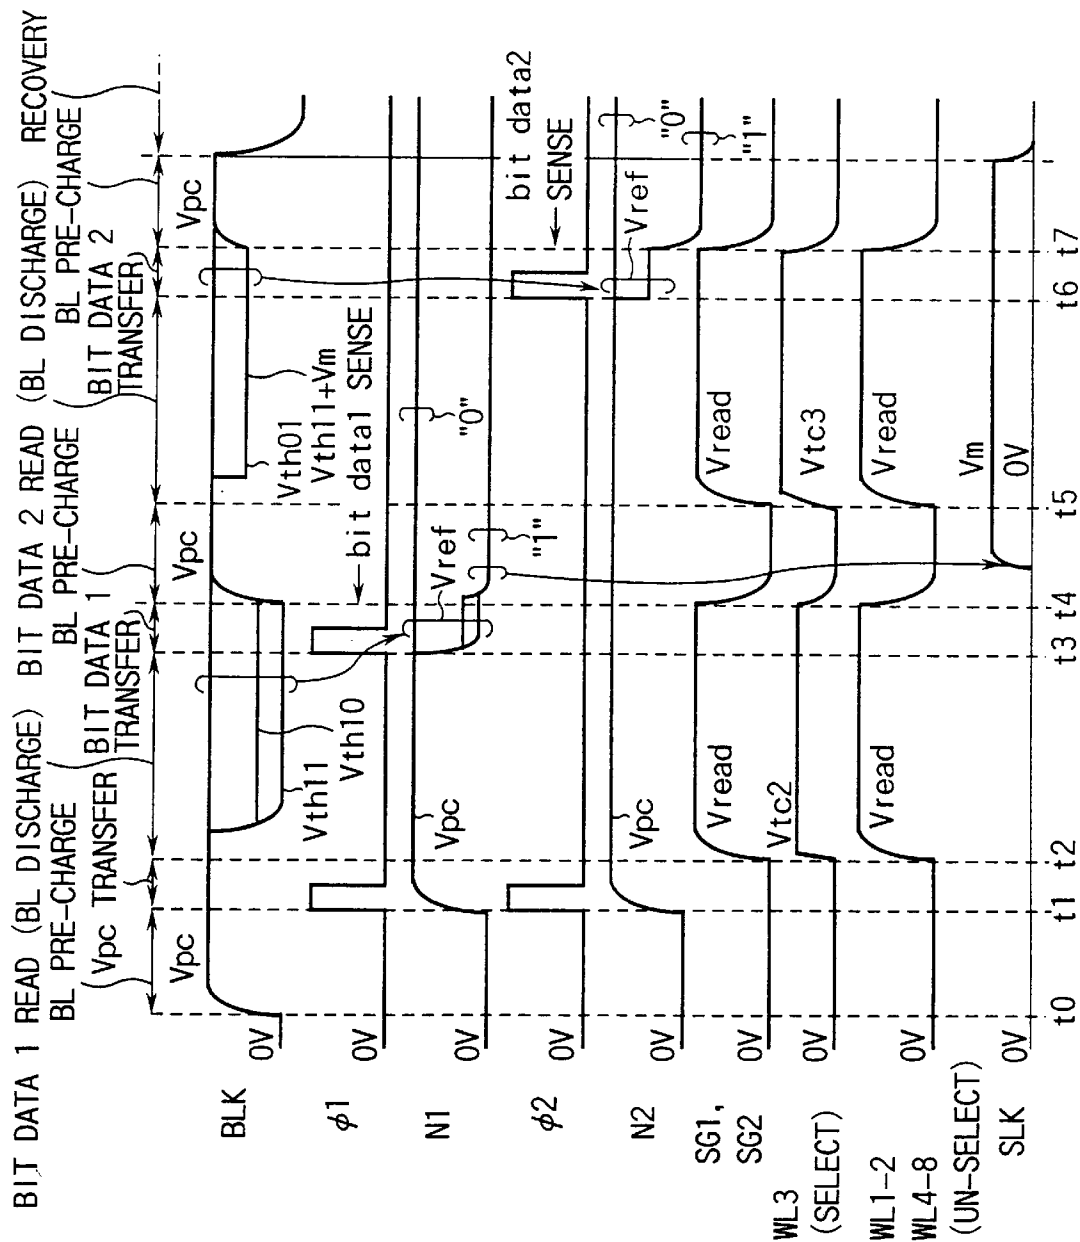 BIT DATA 1 READ (BL DISCHARGE) BIT DATA 2 READ (BL DISCHARGE) RECOVERY
BL PRE-CHARGE BL PRE-CHARGE BL PRE-CHARGE
Vpc TRANSFER BIT DATA 1 TRANSFER BIT DATA 2 TRANSFER
BLK 0V Vpc Vpc Vpc
Vth11
Vth10
Vth01
Vth11+Vm
φ1 0V
bit data1 SENSE
N1 0V Vpc Vref "1" "0"
φ2 0V
bit data2
SENSE
N2 0V Vpc Vref "0"
"1"
SG1,
SG2 0V Vread Vread
WL3
(SELECT) 0V Vtc2 Vtc3
WL1-2
WL4-8
(UN-SELECT) 0V Vread Vread
SLK 0V Vm
0V
t0 t1 t2 t3 t4 t5 t6 t7